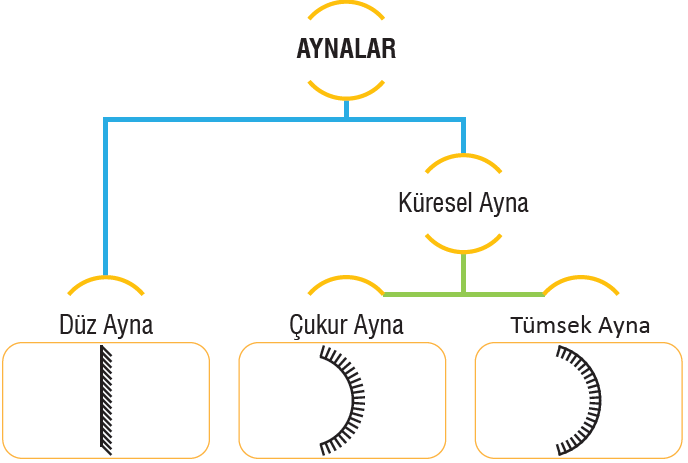 AYNALAR
Küresel Ayna
Düz Ayna
Çukur Ayna
Tümsek Ayna